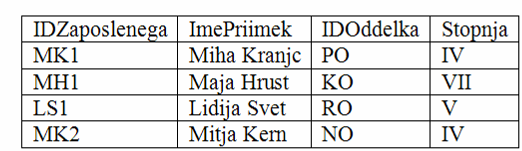 IDZaposlenega ImePriimek IDOddelka Stopnja
MK1 Miha Kranjc PO IV
MH1 Maja Hrust KO VII
LS1 Lidija Svet RO V
MK2 Mitja Kern NO IV